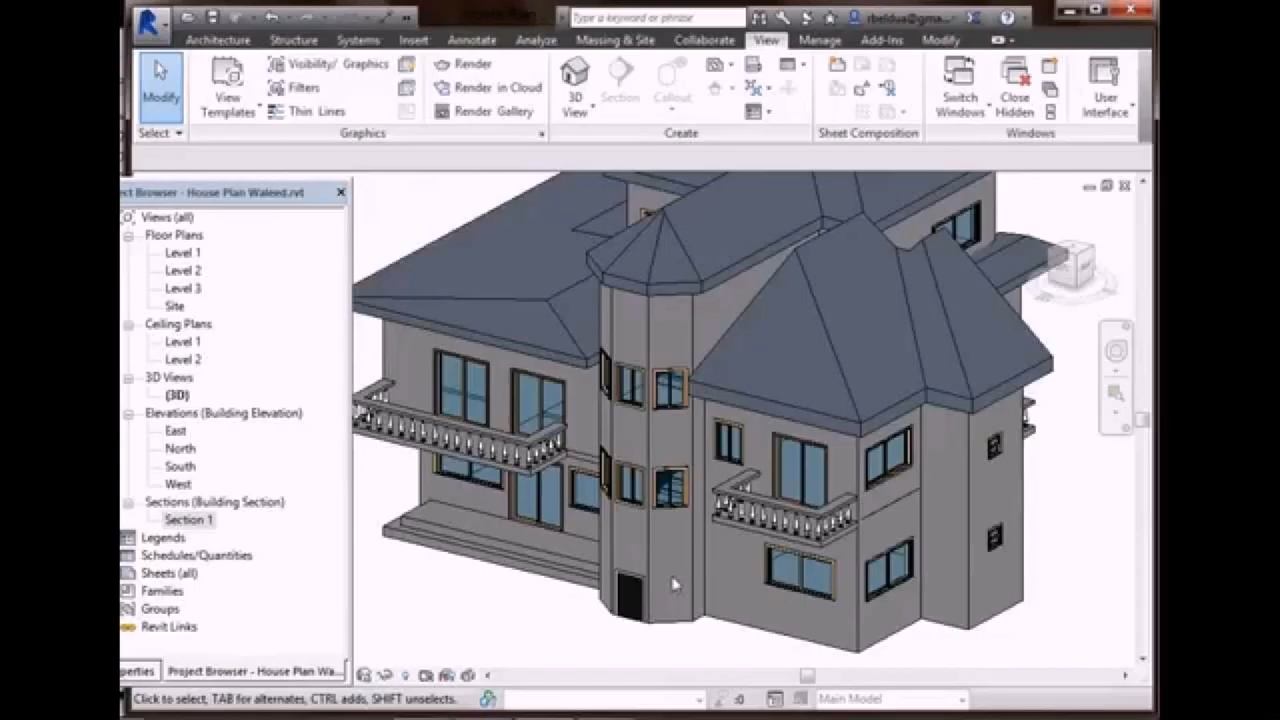 Type a keyword or phrase
rbeldua@gma...
Architecture Structure Systems Insert Annotate Analyze Massing & Site Collaborate View Manage Add-Ins Modify
Modify
View Templates
Visibility/ Graphics
Filters
Thin Lines
Render
Render in Cloud
Render Gallery
3D View
Section
Callout
Switch Windows
Close Hidden
User Interface
Select Graphics Create Sheet Composition Windows
ect Browser - House Plan Waleed.rvt
Views (all)
Floor Plans
Level 1
Level 2
Level 3
Site
Ceiling Plans
Level 1
Level 2
3D Views
(3D)
Elevations (Building Elevation)
East
North
South
West
Sections (Building Section)
Section 1
Legends
Schedules/Quantities
Sheets (all)
Families
Groups
Revit Links
perties Project Browser - House Plan Wa...
Click to select, TAB for alternates, CTRL adds, SHIFT unselects.
:0 Main Model